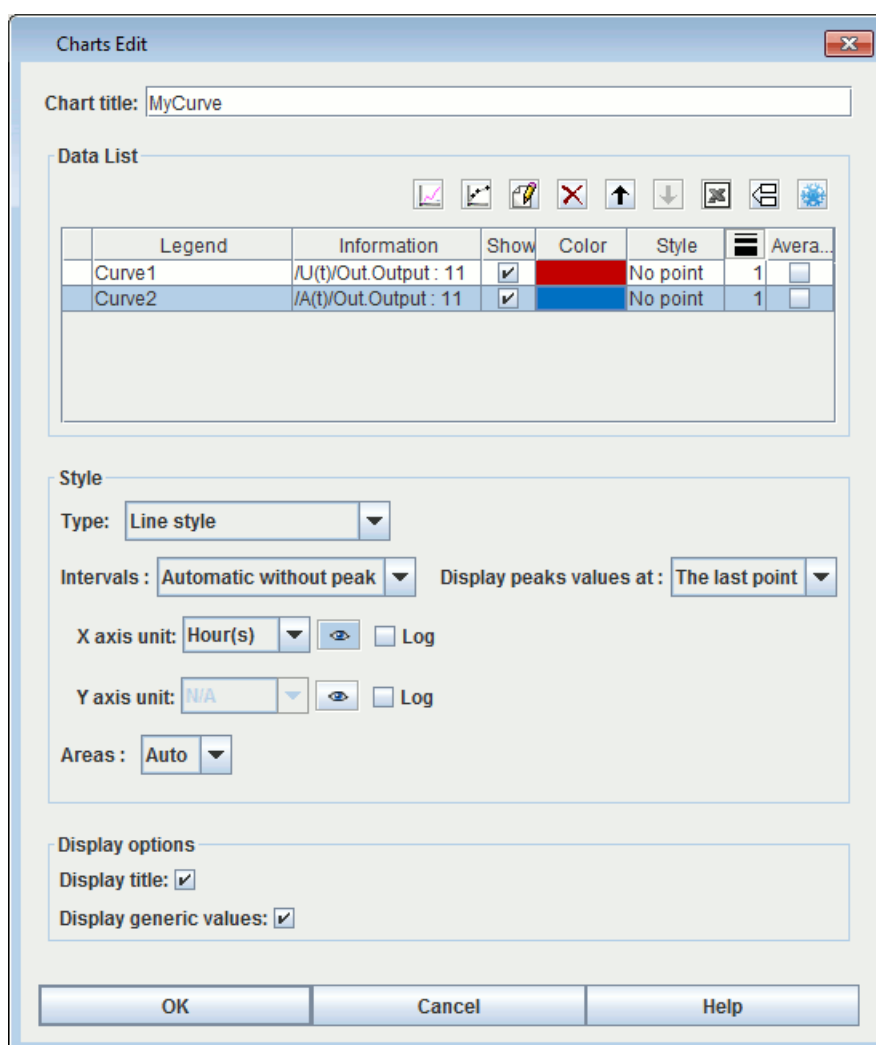 Charts Edit
Chart title: MyCurve
Data List
Legend Information Show Color Style Avera...
Curve1 /U(t)/Out.Output : 11 No point 1
Curve2 /A(t)/Out.Output : 11 No point 1
Style
Type: Line style
Intervals : Automatic without peak Display peaks values at : The last point
X axis unit: Hour(s) Log
Y axis unit: N/A Log
Areas : Auto
Display options
Display title:
Display generic values:
OK Cancel Help